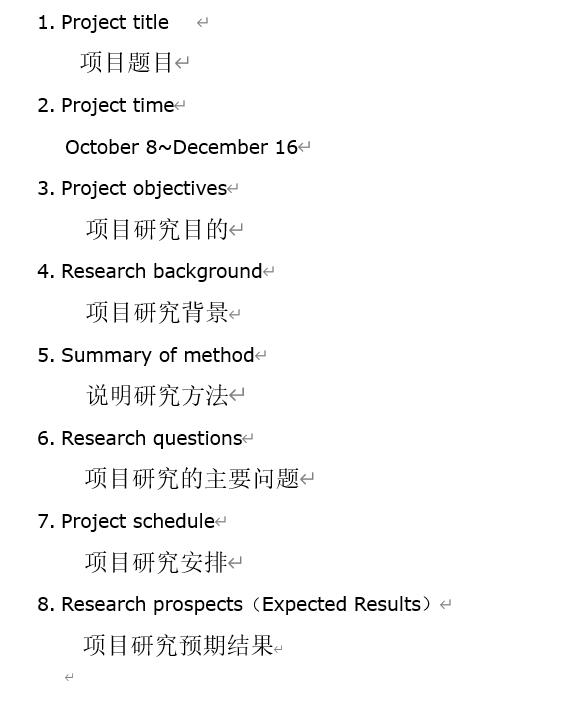 1. Project title
项目题目
2. Project time
October 8~December 16
3. Project objectives
项目研究目的
4. Research background
项目研究背景
5. Summary of method
说明研究方法
6. Research questions
项目研究的主要问题
7. Project schedule
项目研究安排
8. Research prospects（Expected Results）
项目研究预期结果